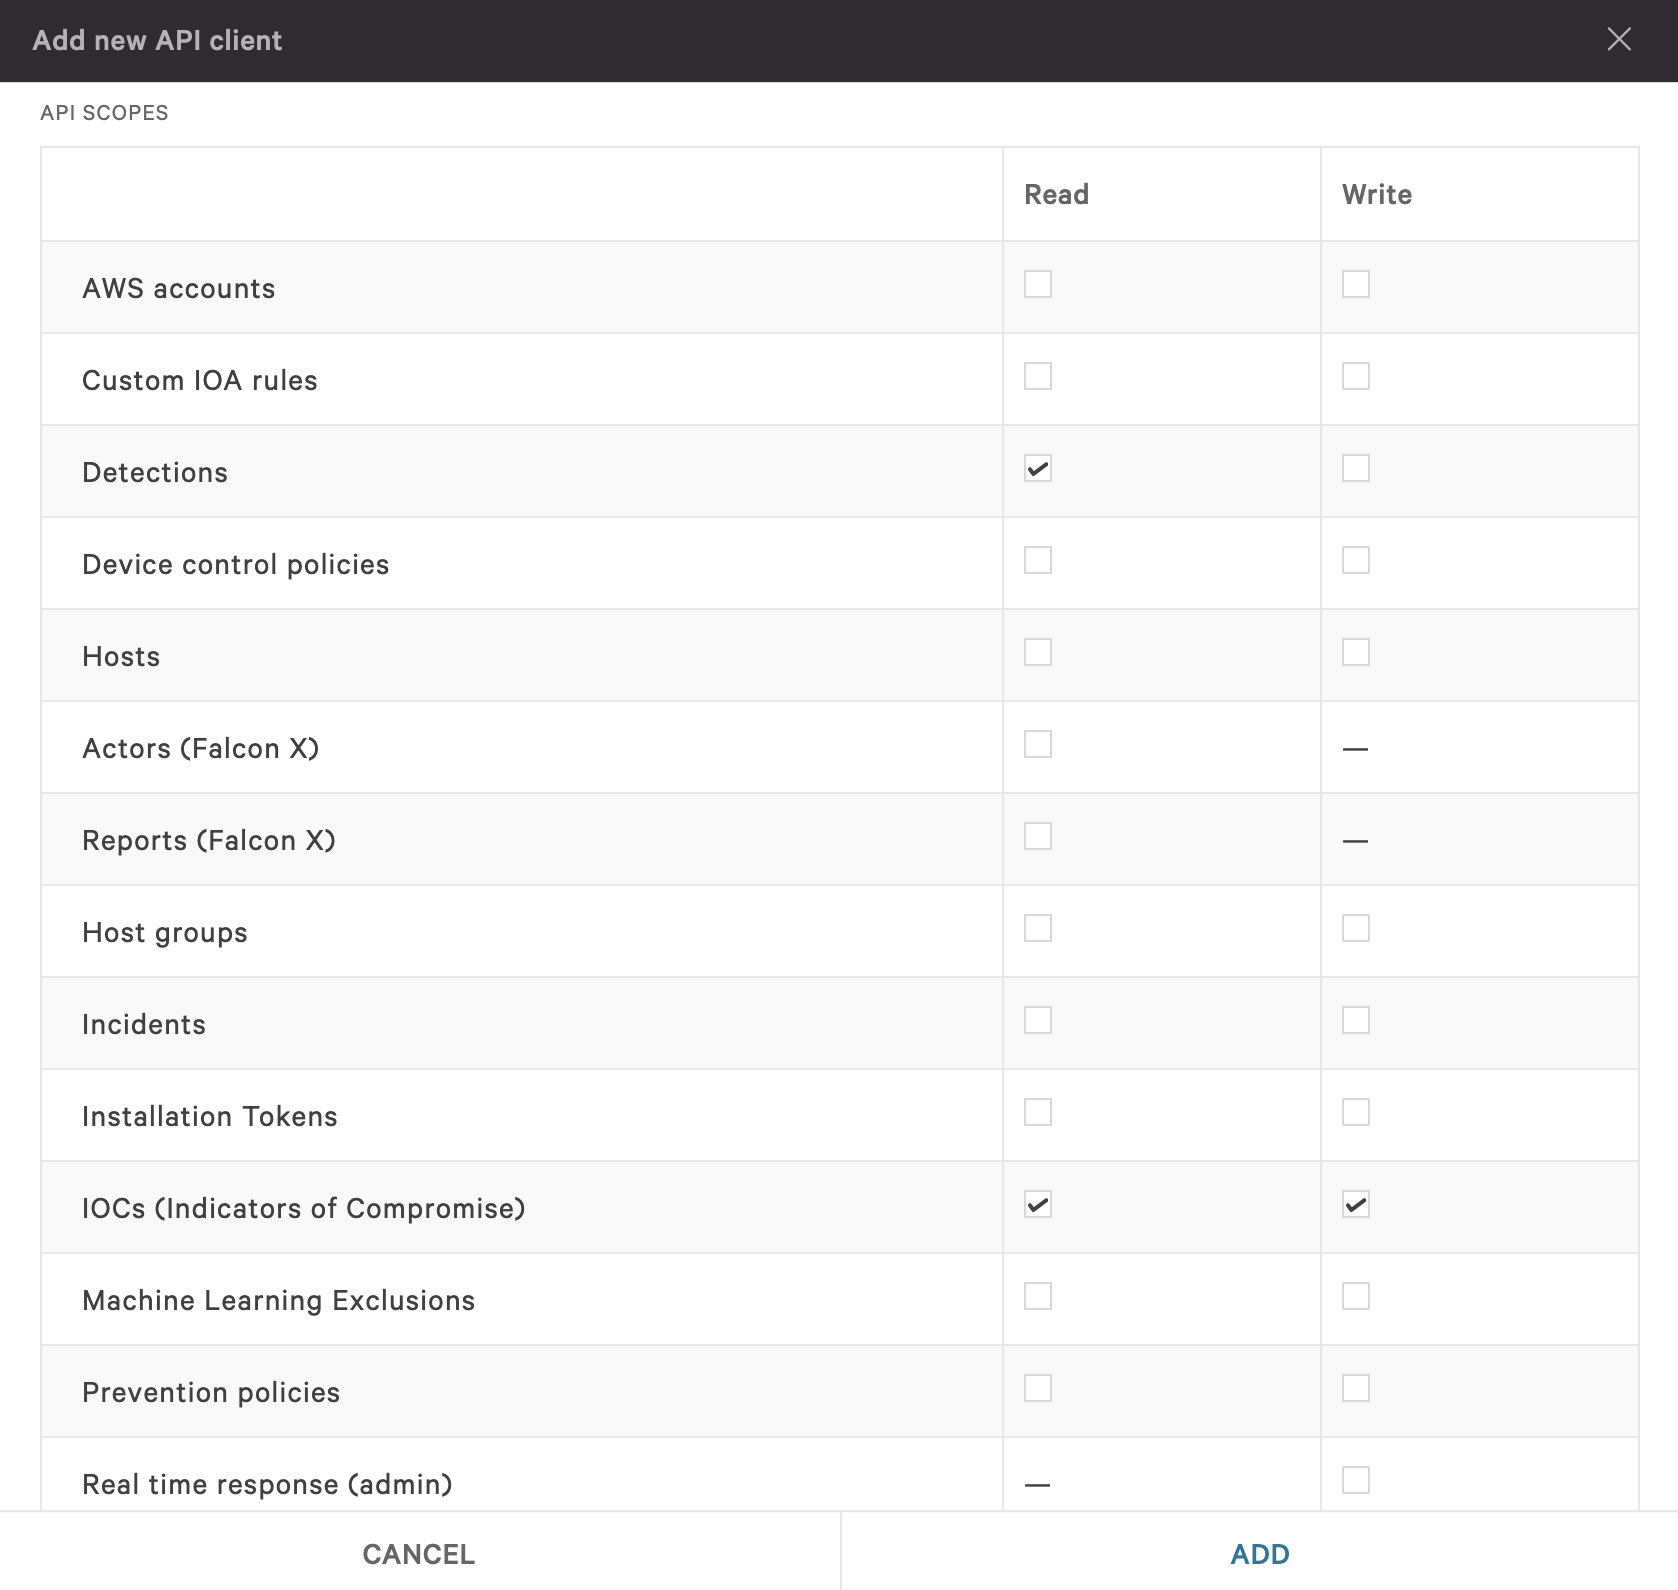 Add new API client
API SCOPES
Read Write
AWS accounts
Custom IOA rules
Detections
Device control policies
Hosts
Actors (Falcon X) —
Reports (Falcon X) —
Host groups
Incidents
Installation Tokens
IOCs (Indicators of Compromise)
Machine Learning Exclusions
Prevention policies
Real time response (admin) —
CANCEL ADD